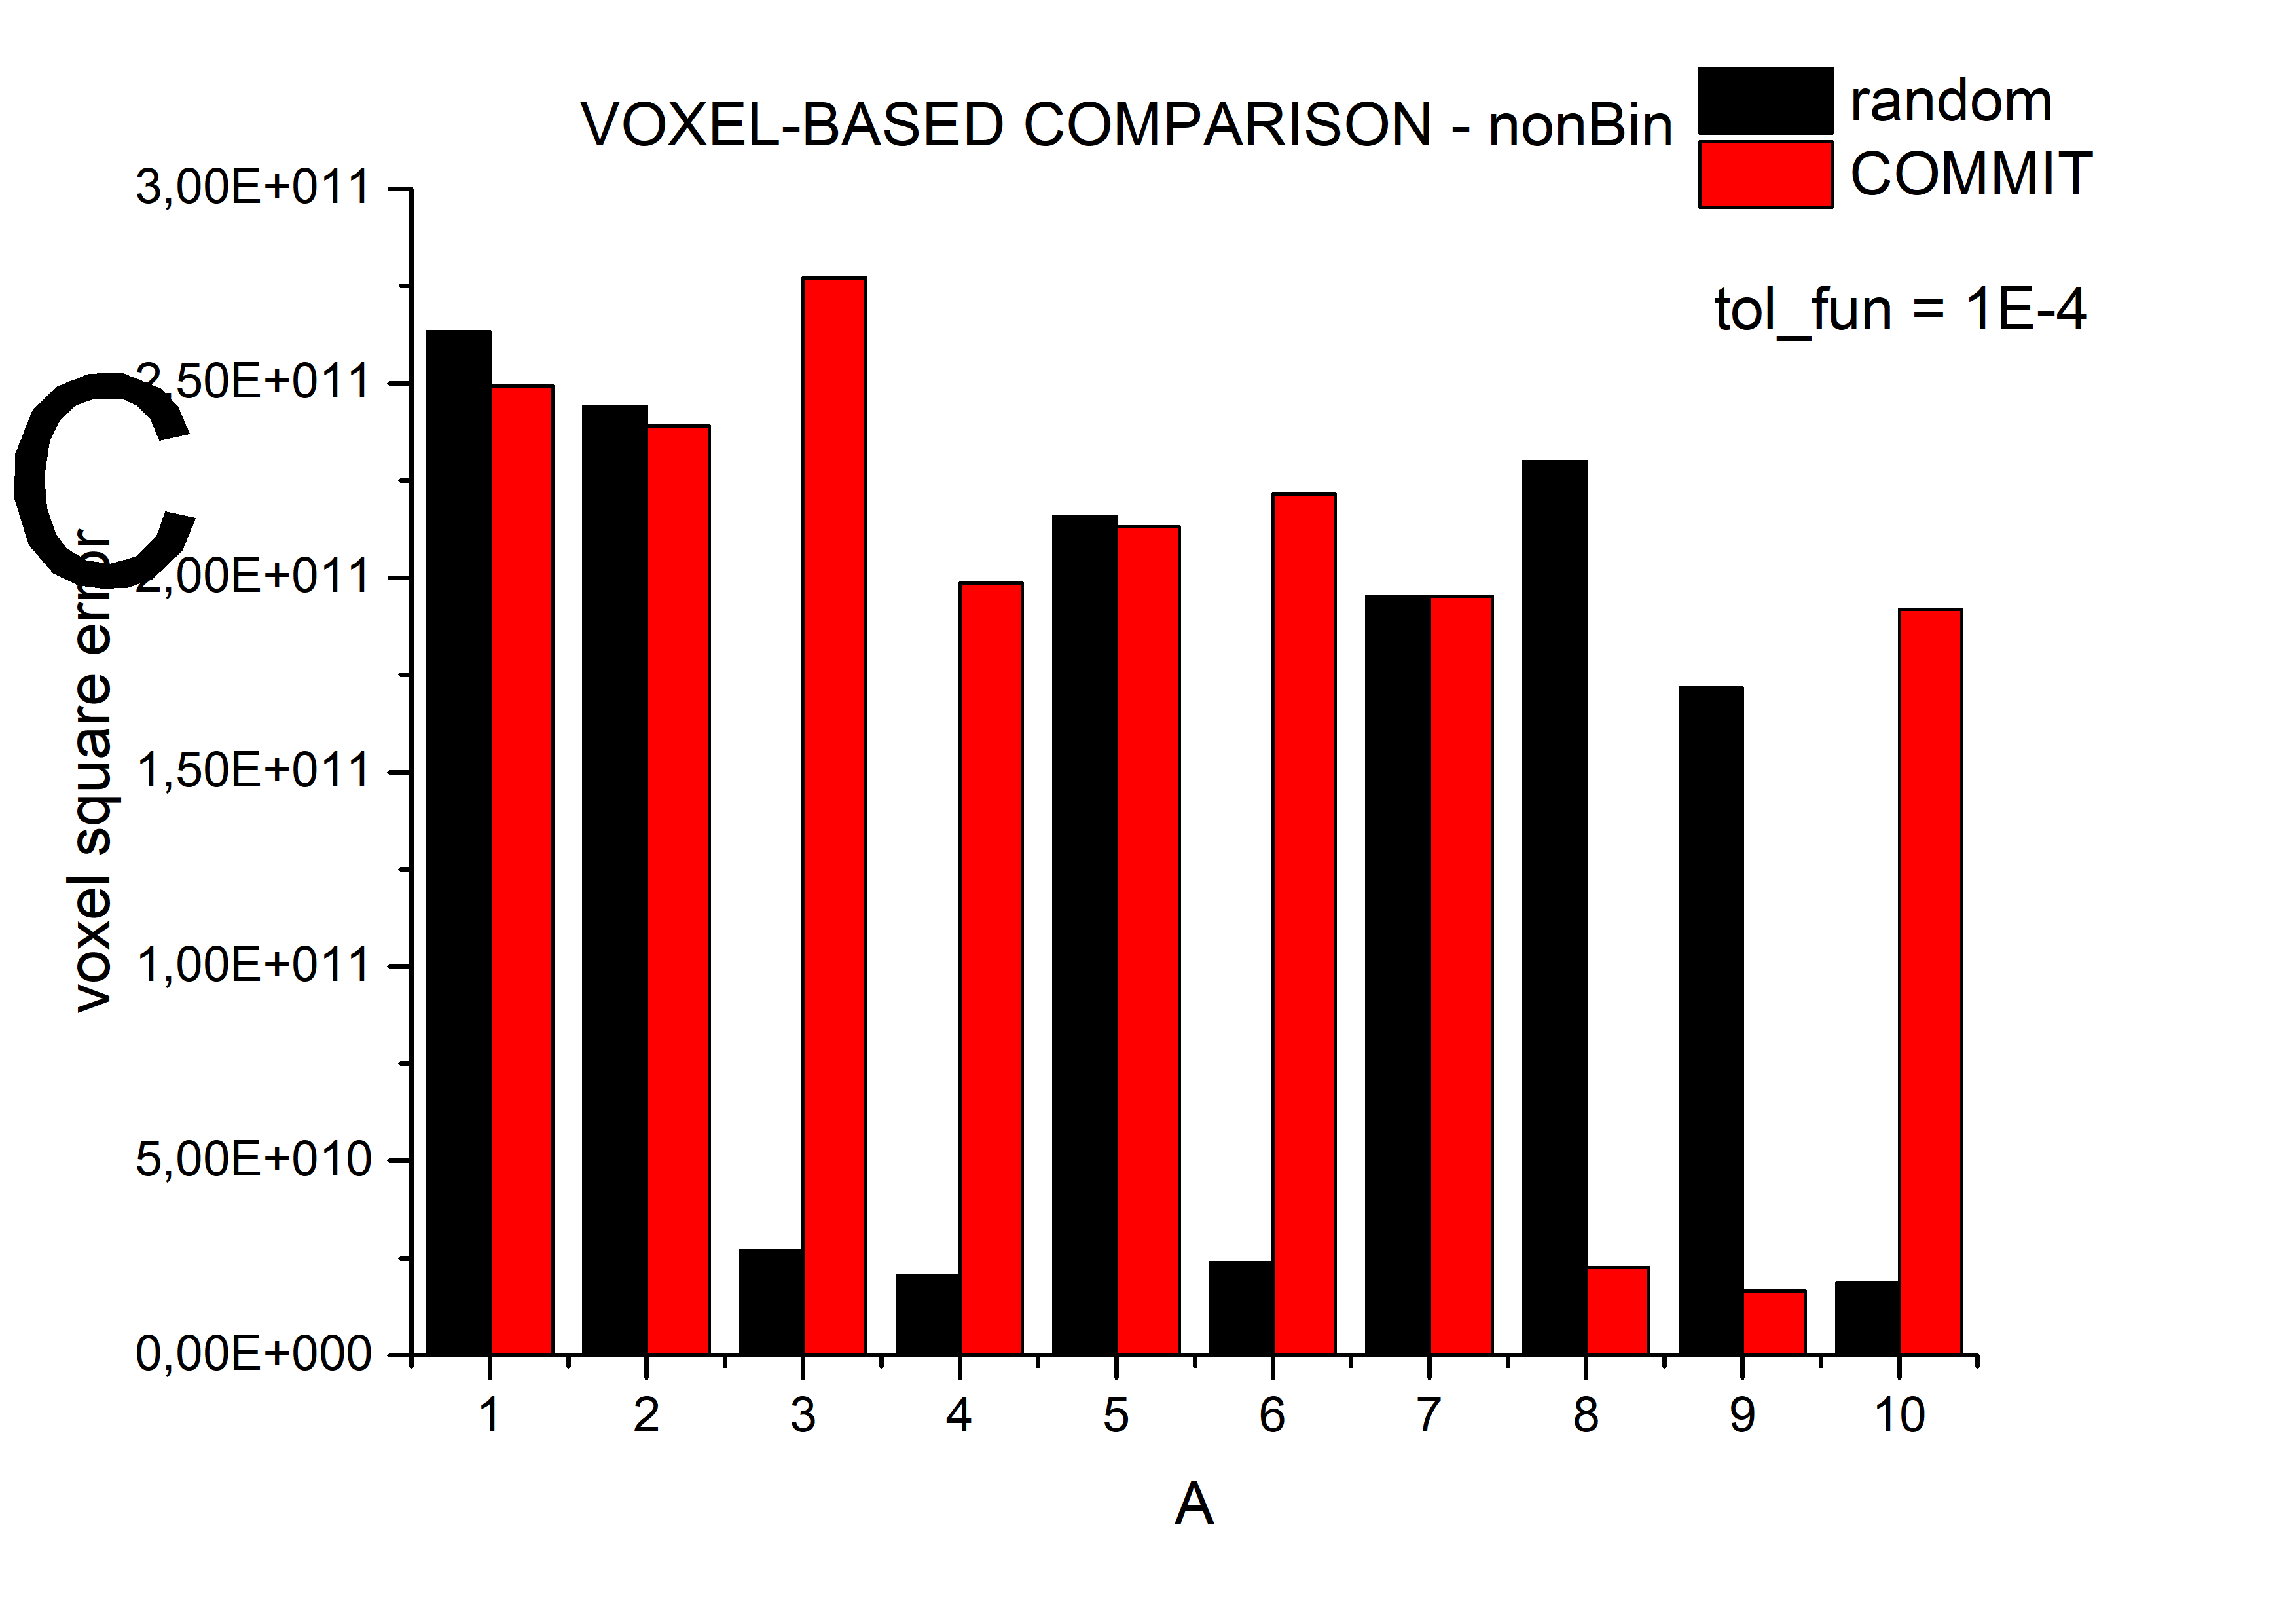 VOXEL-BASED COMPARISON - nonBin
random
COMMIT
tol_fun = 1E-4
C
voxel square error
3,00E+011
2,50E+011
2,00E+011
1,50E+011
1,00E+011
5,00E+010
0,00E+000
1 2 3 4 5 6 7 8 9 10
A